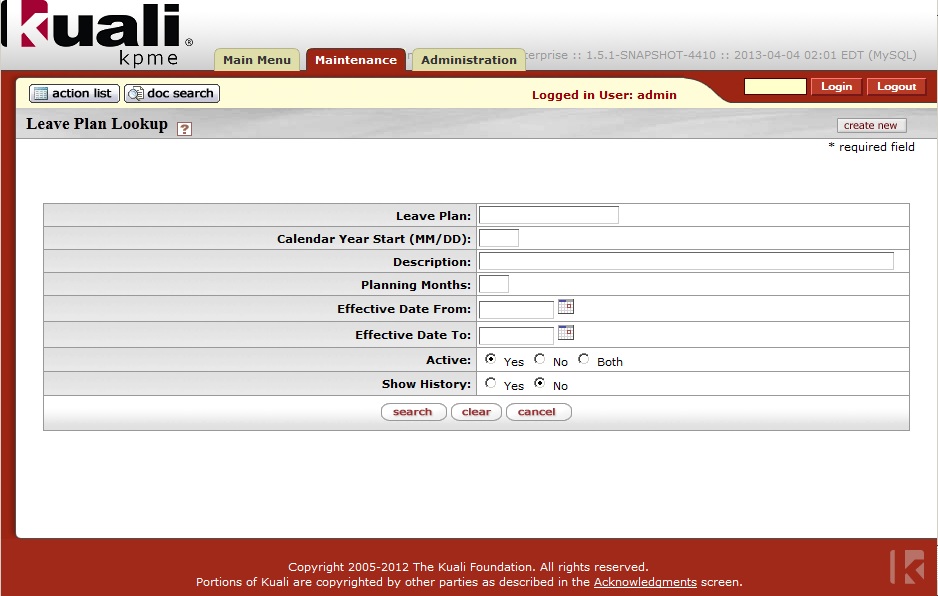 kuali®
kpme
Main Menu Maintenance Administration erprise :: 1.5.1-SNAPSHOT-4410 :: 2013-04-04 02:01 EDT (MySQL)
action list doc search Logged in User: admin Login Logout
Leave Plan Lookup ? create new
* required field
Leave Plan:
Calendar Year Start (MM/DD):
Description:
Planning Months:
Effective Date From:
Effective Date To:
Active: Yes No Both
Show History: Yes No
search clear cancel
Copyright 2005-2012 The Kuali Foundation. All rights reserved.
Portions of Kuali are copyrighted by other parties as described in the Acknowledgments screen.